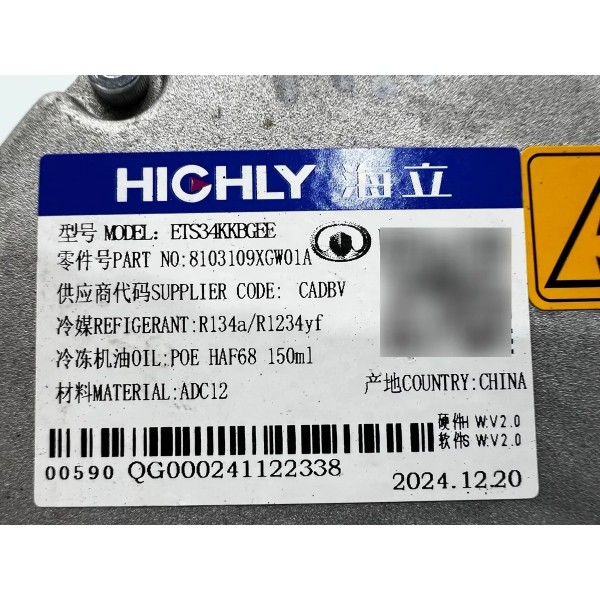 HIGHLY 海立
型号 MODEL: ETS34KKBGEE
零件号PART NO:8103109XGW01A
供应商代码SUPPLIER CODE: CADBV
冷媒REFIGERANT:R134a/R1234yf
冷冻机油OIL:POE HAF68 150ml
材料MATERIAL:ADC12
产地COUNTRY:CHINA
硬件H W:V2.0
软件S W:V2.0
00590 QG000241122338
2024.12.20